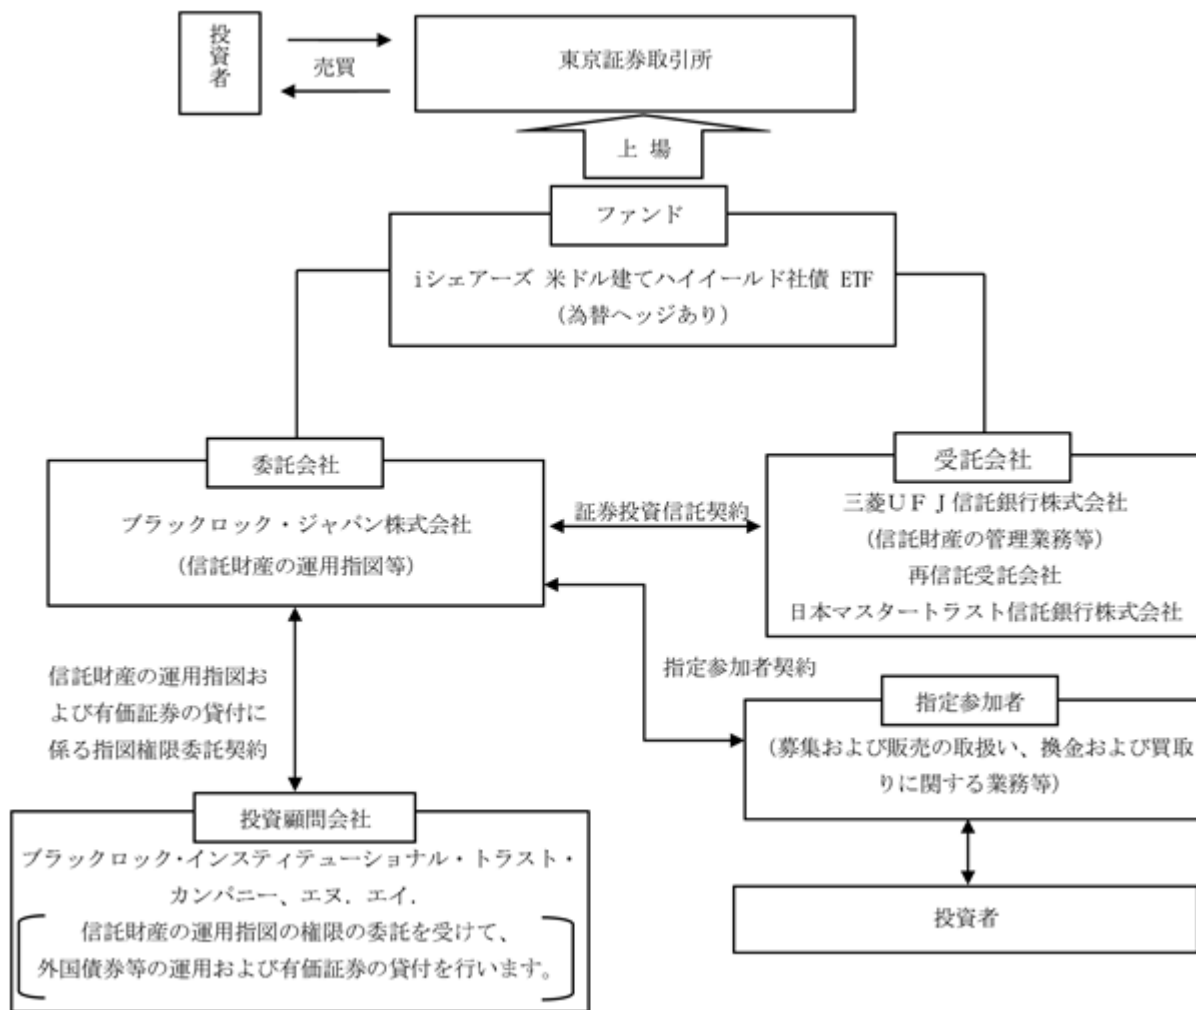 投資者
売買
東京証券取引所
上 場
ファンド
iシェアーズ 米ドル建てハイイールド社債 ETF
（為替ヘッジあり）
委託会社
ブラックロック・ジャパン株式会社
（信託財産の運用指図等）
証券投資信託契約
受託会社
三菱ＵＦＪ信託銀行株式会社
（信託財産の管理業務等）
再信託受託会社
日本マスタートラスト信託銀行株式会社
信託財産の運用指図お
よび有価証券の貸付に
係る指図権限委託契約
指定参加者契約
指定参加者
（募集および販売の取扱い、換金および買取
りに関する業務等）
投資顧問会社
ブラックロック・インスティテューショナル・トラスト・
カンパニー、エヌ．エイ．
信託財産の運用指図の権限の委託を受けて、
外国債券等の運用および有価証券の貸付を行います。
投資者